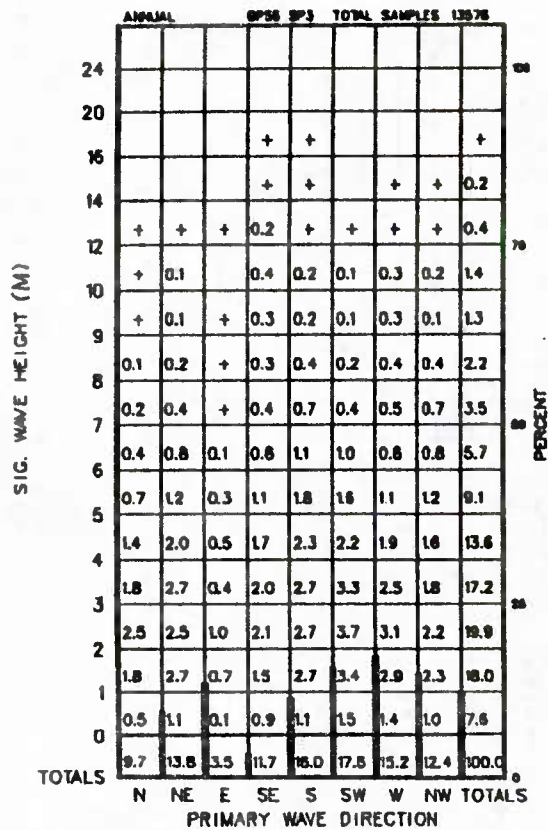 ANNUAL SP3 TOTAL SAMPLES 13576
24 100
20
+ + +
16
+ + + + 0.2
14
+ + + 0.2 + + + + 0.4
12 75
+ 0.1 0.4 0.2 0.1 0.3 0.2 1.4
10
+ 0.1 + 0.3 0.2 0.1 0.3 0.1 1.3
9
0.1 0.2 + 0.3 0.4 0.2 0.4 0.4 2.2
8
0.2 0.4 + 0.4 0.7 0.4 0.5 0.7 3.5
7 50
0.4 0.8 0.1 0.8 1.1 1.0 0.8 0.8 5.7
6
0.7 1.2 0.3 1.1 1.8 1.6 1.1 1.2 9.1
5
1.4 2.0 0.5 1.7 2.3 2.2 1.9 1.6 13.6
4
1.8 2.7 0.4 2.0 2.7 3.3 2.5 1.8 17.2
3 25
2.5 2.5 1.0 2.1 2.7 3.7 3.1 2.2 19.9
2
1.8 2.7 0.7 1.5 2.7 3.4 2.9 2.3 18.0
1
0.5 1.1 0.1 0.9 1.1 1.5 1.4 1.0 7.6
0
TOTALS 9.7 13.8 3.5 11.7 16.0 17.6 15.2 12.4 100.0 0
N NE E SE S SW W NW TOTALS
PRIMARY WAVE DIRECTION
SIG. WAVE HEIGHT (M)
PERCENT